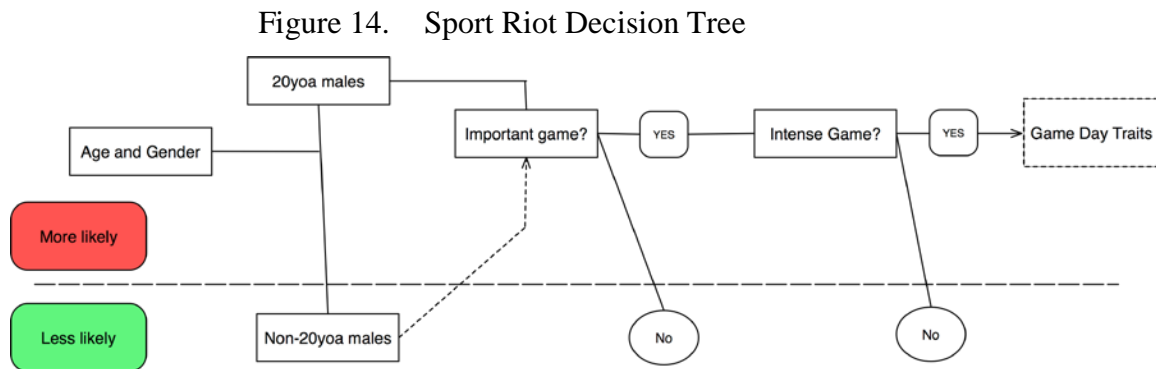 Figure 14. Sport Riot Decision Tree
20yoa males
Age and Gender
Important game?
YES
Intense Game?
YES
Game Day Traits
More likely
Less likely
Non-20yoa males
No
No